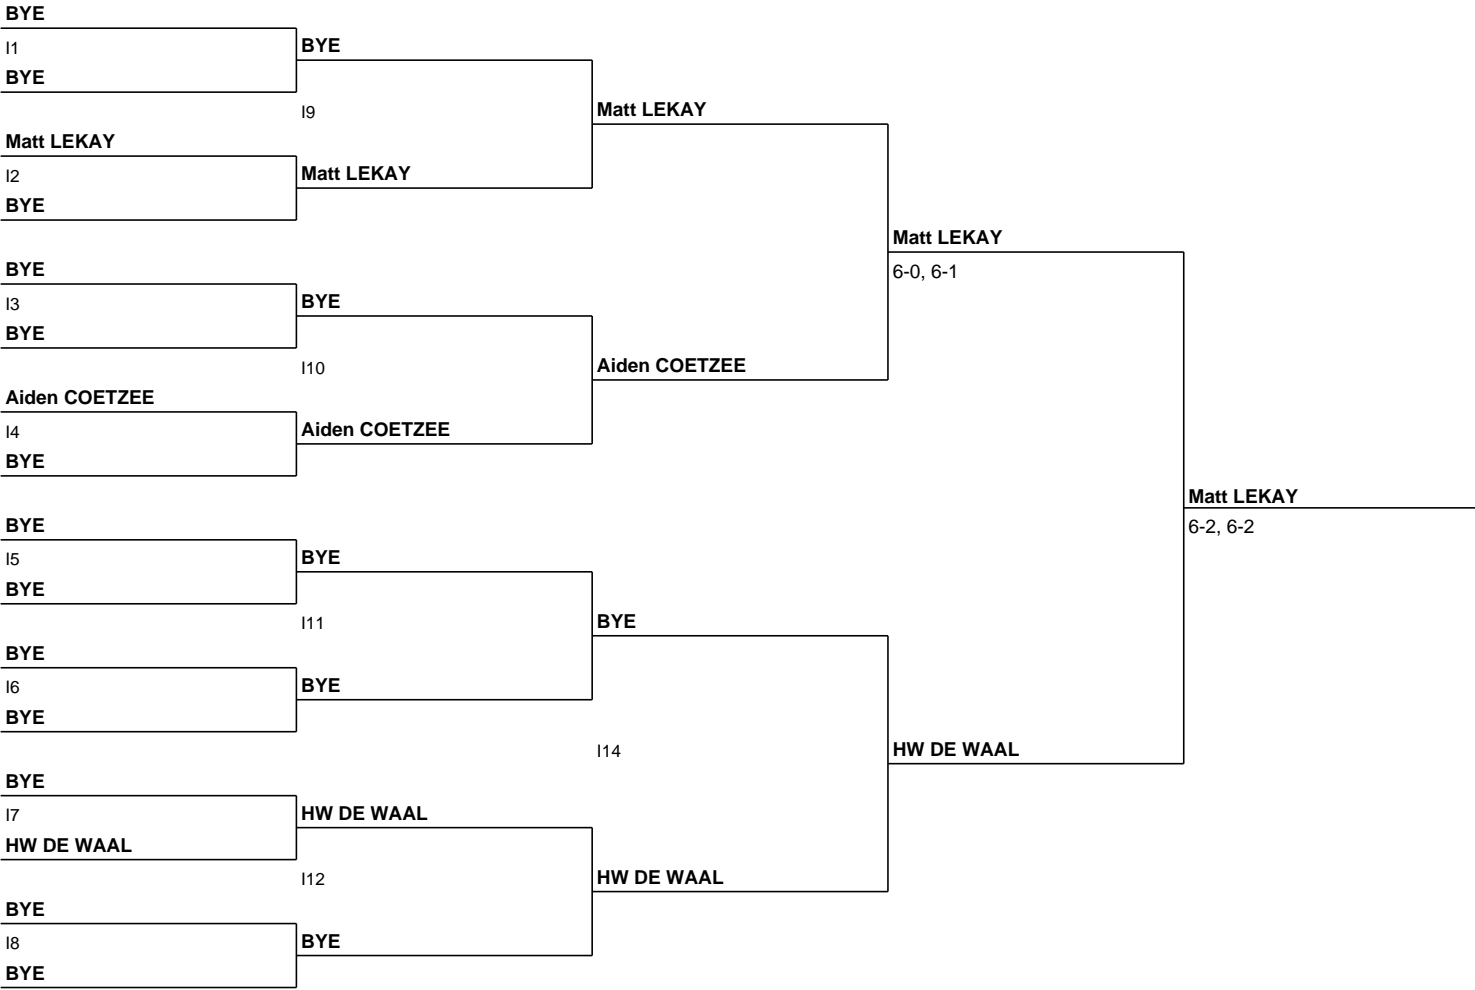 BYE
I1
BYE
Matt LEKAY
I2
BYE
BYE
I3
BYE
Aiden COETZEE
I4
BYE
BYE
I5
BYE
BYE
I6
BYE
BYE
I7
HW DE WAAL
BYE
I8
BYE
BYE
I9
Matt LEKAY
BYE
I10
Aiden COETZEE
BYE
I11
BYE
HW DE WAAL
I12
BYE
Matt LEKAY
Aiden COETZEE
BYE
I14
HW DE WAAL
Matt LEKAY
6-0, 6-1
HW DE WAAL
Matt LEKAY
6-2, 6-2